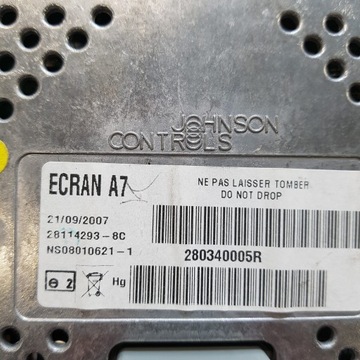 JOHNSON
CONTROLS
ECRAN A7
NE PAS LAISSER TOMBER
DO NOT DROP
21/09/2007
28114293-8C
NS08010621-1
280340005R
Z
Hg